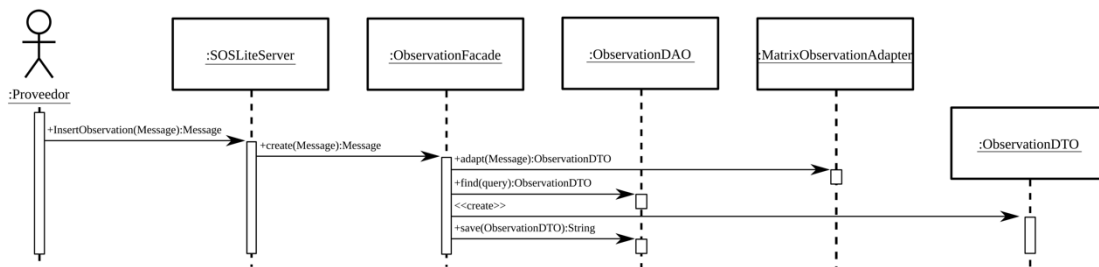 :SOSLiteServer
:ObservationFacade
:ObservationDAO
:MatrixObservationAdapter
:Proveedor
+InsertObservation(Message):Message
+create(Message):Message
:ObservationDTO
+adapt(Message):ObservationDTO
+find(query):ObservationDTO
<<create>>
+save(ObservationDTO):String